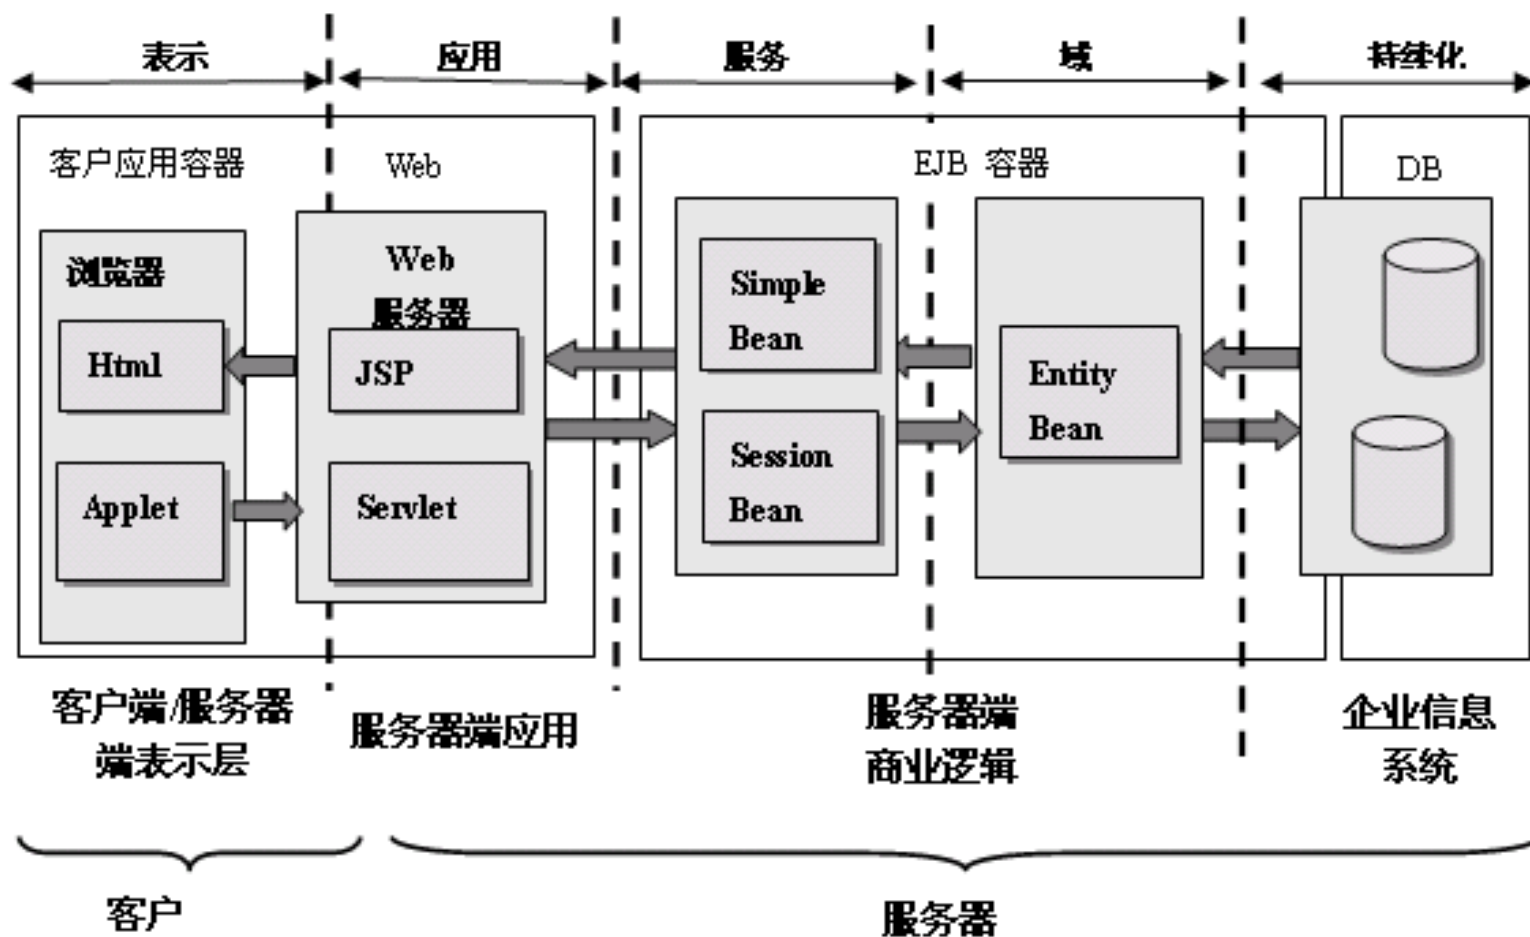 表示
应用
服务
域
持续化
客户应用容器
Web
EJB 容器
DB
浏览器
Html
Applet
Web
服务器
JSP
Servlet
Simple
Bean
Session
Bean
Entity
Bean
客户端/服务器
端表示层
服务器端应用
服务器端
商业逻辑
企业信息
系统
客户
服务器